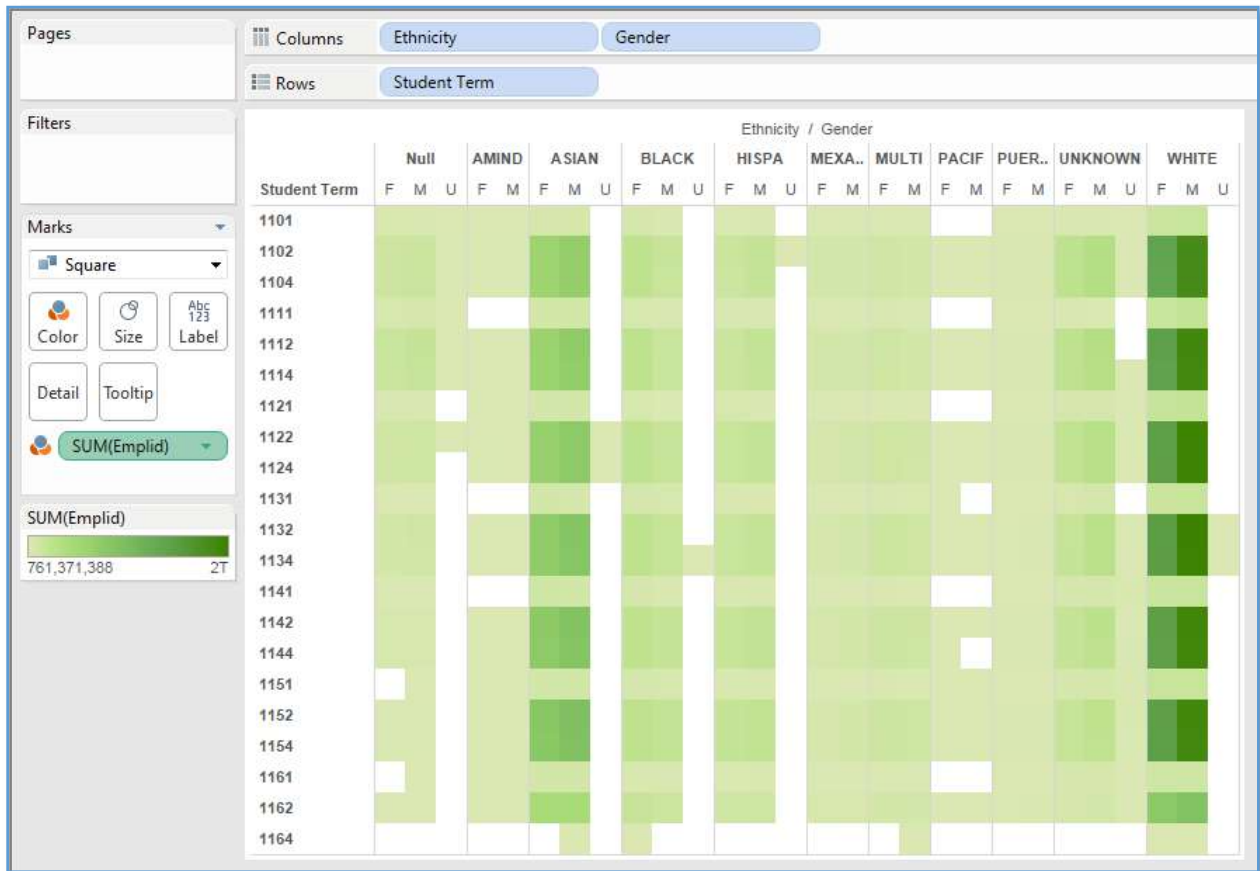 Pages
Columns Ethnicity Gender
Rows Student Term
Filters
Marks
Square
Color Size Abc 123 Label
Detail Tooltip
SUM(Emplid)
SUM(Emplid)
761,371,388 2T
Ethnicity / Gender
Null AMIND ASIAN BLACK HISPA MEXA.. MULTI PACIF PUER.. UNKNOWN WHITE
Student Term F M U F M F M U F M U F M U F M F M F M F M F M U F M U
1101
1102
1104
1111
1112
1114
1121
1122
1124
1131
1132
1134
1141
1142
1144
1151
1152
1154
1161
1162
1164